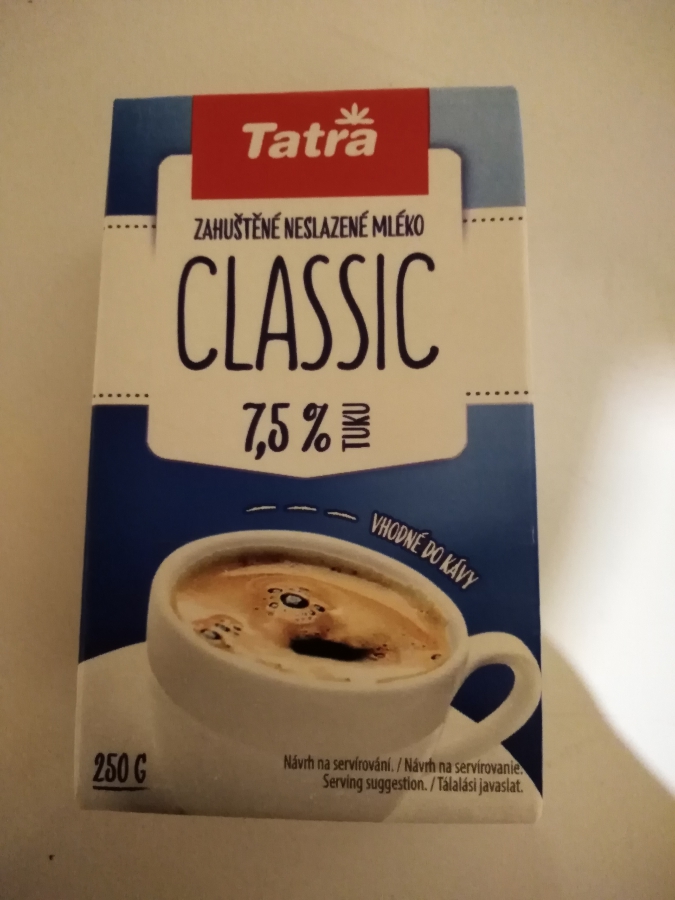 Tatra
ZAHUŠTĚNÉ NESLAZENÉ MLÉKO
CLASSIC
7,5 % TUKU
VHODNÉ DO KÁVY
250 G
Návrh na servírování. / Návrh na servirovanie.
Serving suggestion. / Tálalási javaslat.